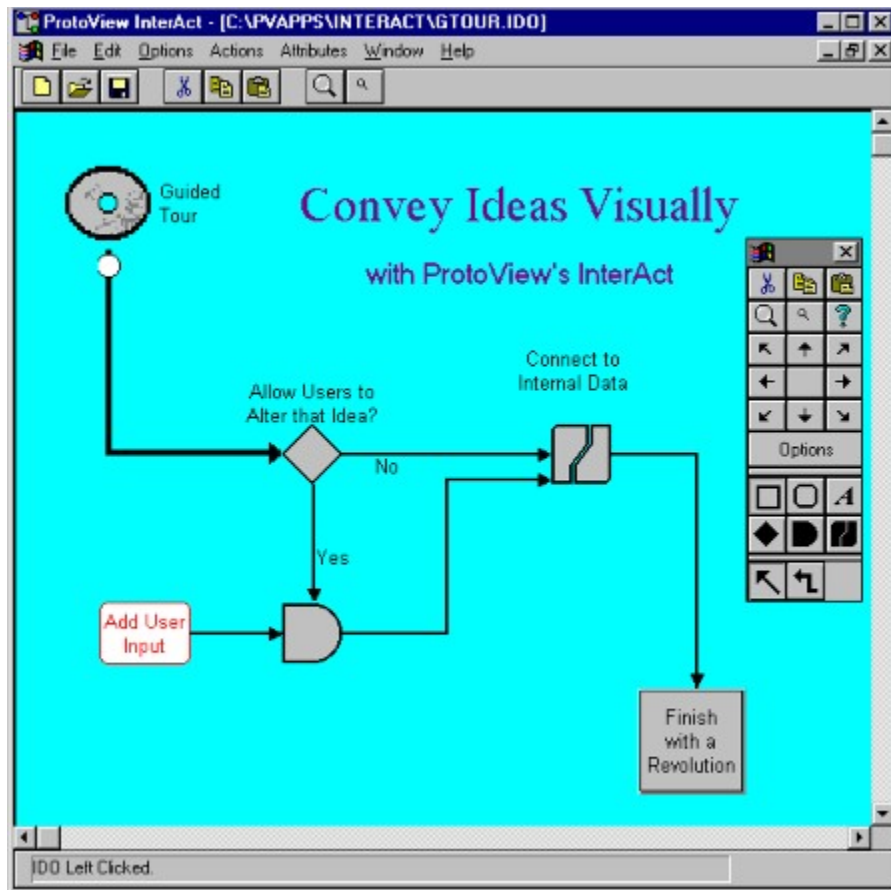 ProtoView InterAct - [C:\PVAPPS\INTERACT\GTOUR.IDO]
File Edit Options Actions Attributes Window Help
Guided
Tour
Convey Ideas Visually
with ProtoView's InterAct
Connect to
Internal Data
Allow Users to
Alter that Idea?
No
Options
A
Yes
Add User
Input
Finish
with a
Revolution
IDO Left Clicked.